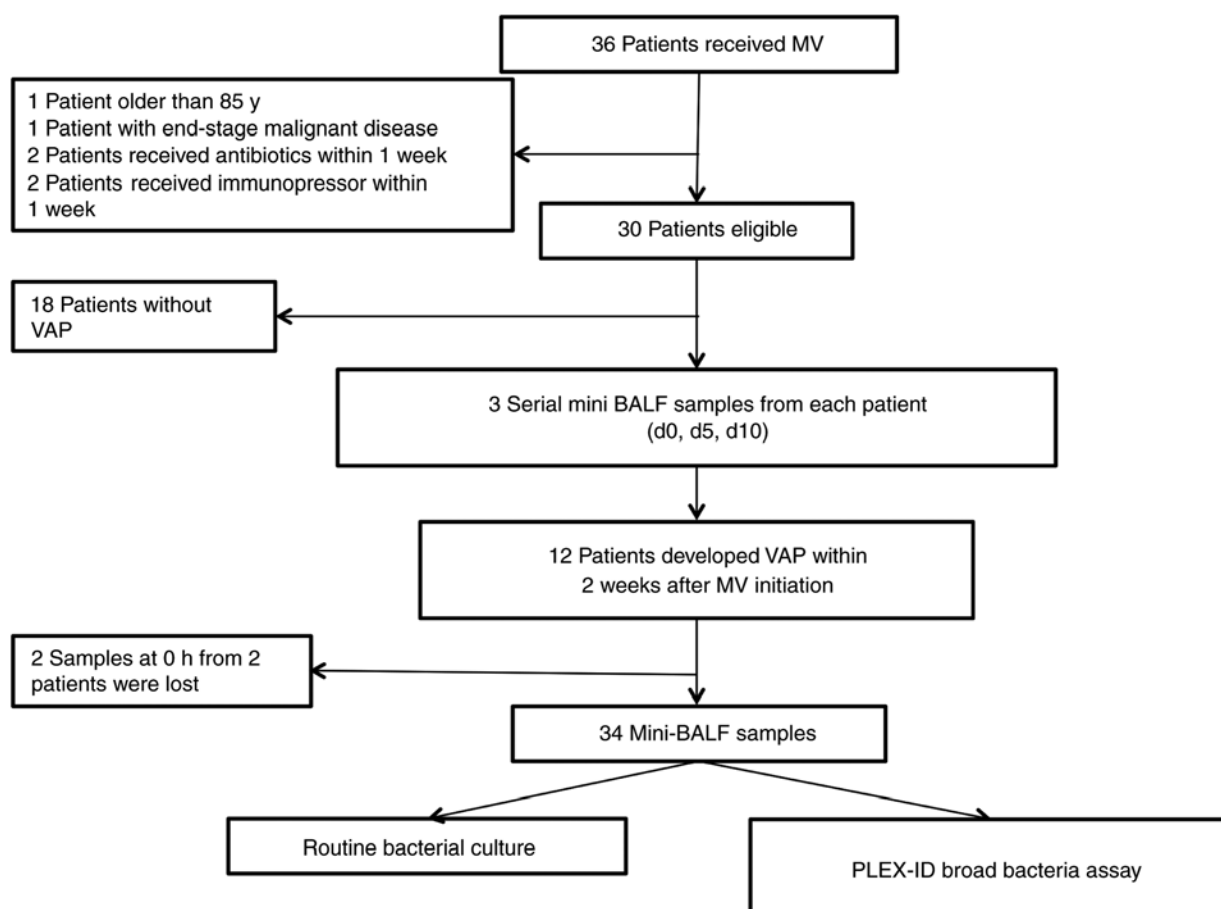 36 Patients received MV
1 Patient older than 85 y
1 Patient with end-stage malignant disease
2 Patients received antibiotics within 1 week
2 Patients received immunopressor within
1 week
30 Patients eligible
18 Patients without
VAP
3 Serial mini BALF samples from each patient
(d0, d5, d10)
12 Patients developed VAP within
2 weeks after MV initiation
2 Samples at 0 h from 2
patients were lost
34 Mini-BALF samples
Routine bacterial culture
PLEX-ID broad bacteria assay